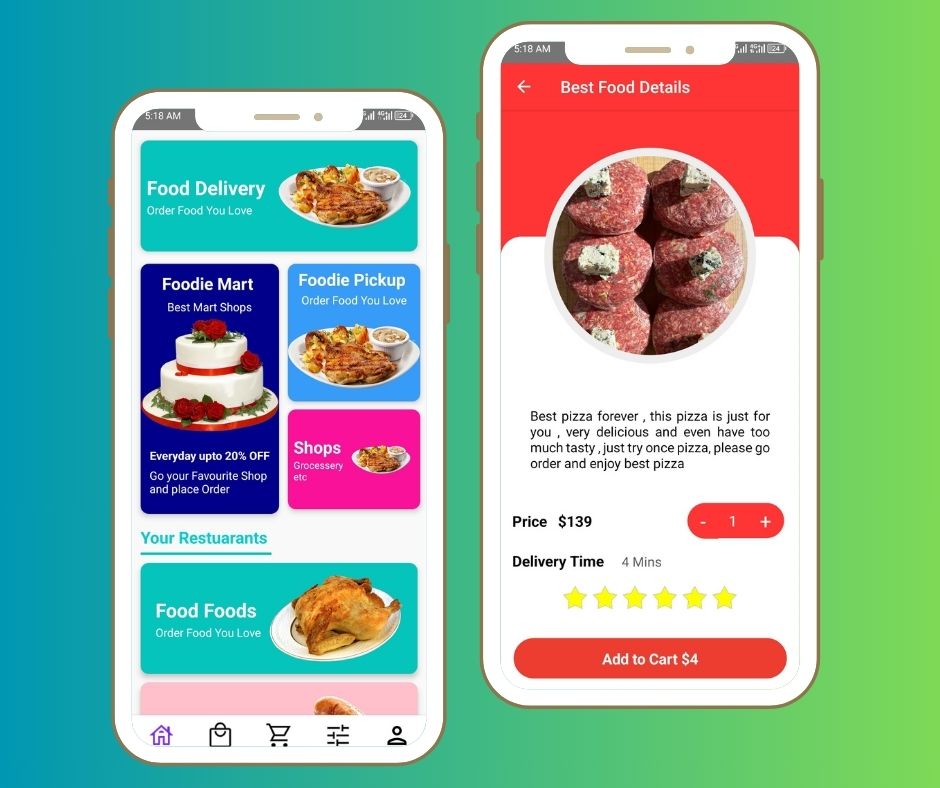 5:18 AM
4G
24
Food Delivery
Order Food You Love
Foodie Mart
Best Mart Shops
Everyday upto 20% OFF
Go your Favourite Shop
and place Order
Foodie Pickup
Order Food You Love
Shops
Grocessery
etc
Your Restuarants
Food Foods
Order Food You Love
5:18 AM
4G
24
Best Food Details
Best pizza forever , this pizza is just for
you , very delicious and even have too
much tasty , just try once pizza, please go
order and enjoy best pizza
Price $139
- 1 +
Delivery Time 4 Mins
Add to Cart $4